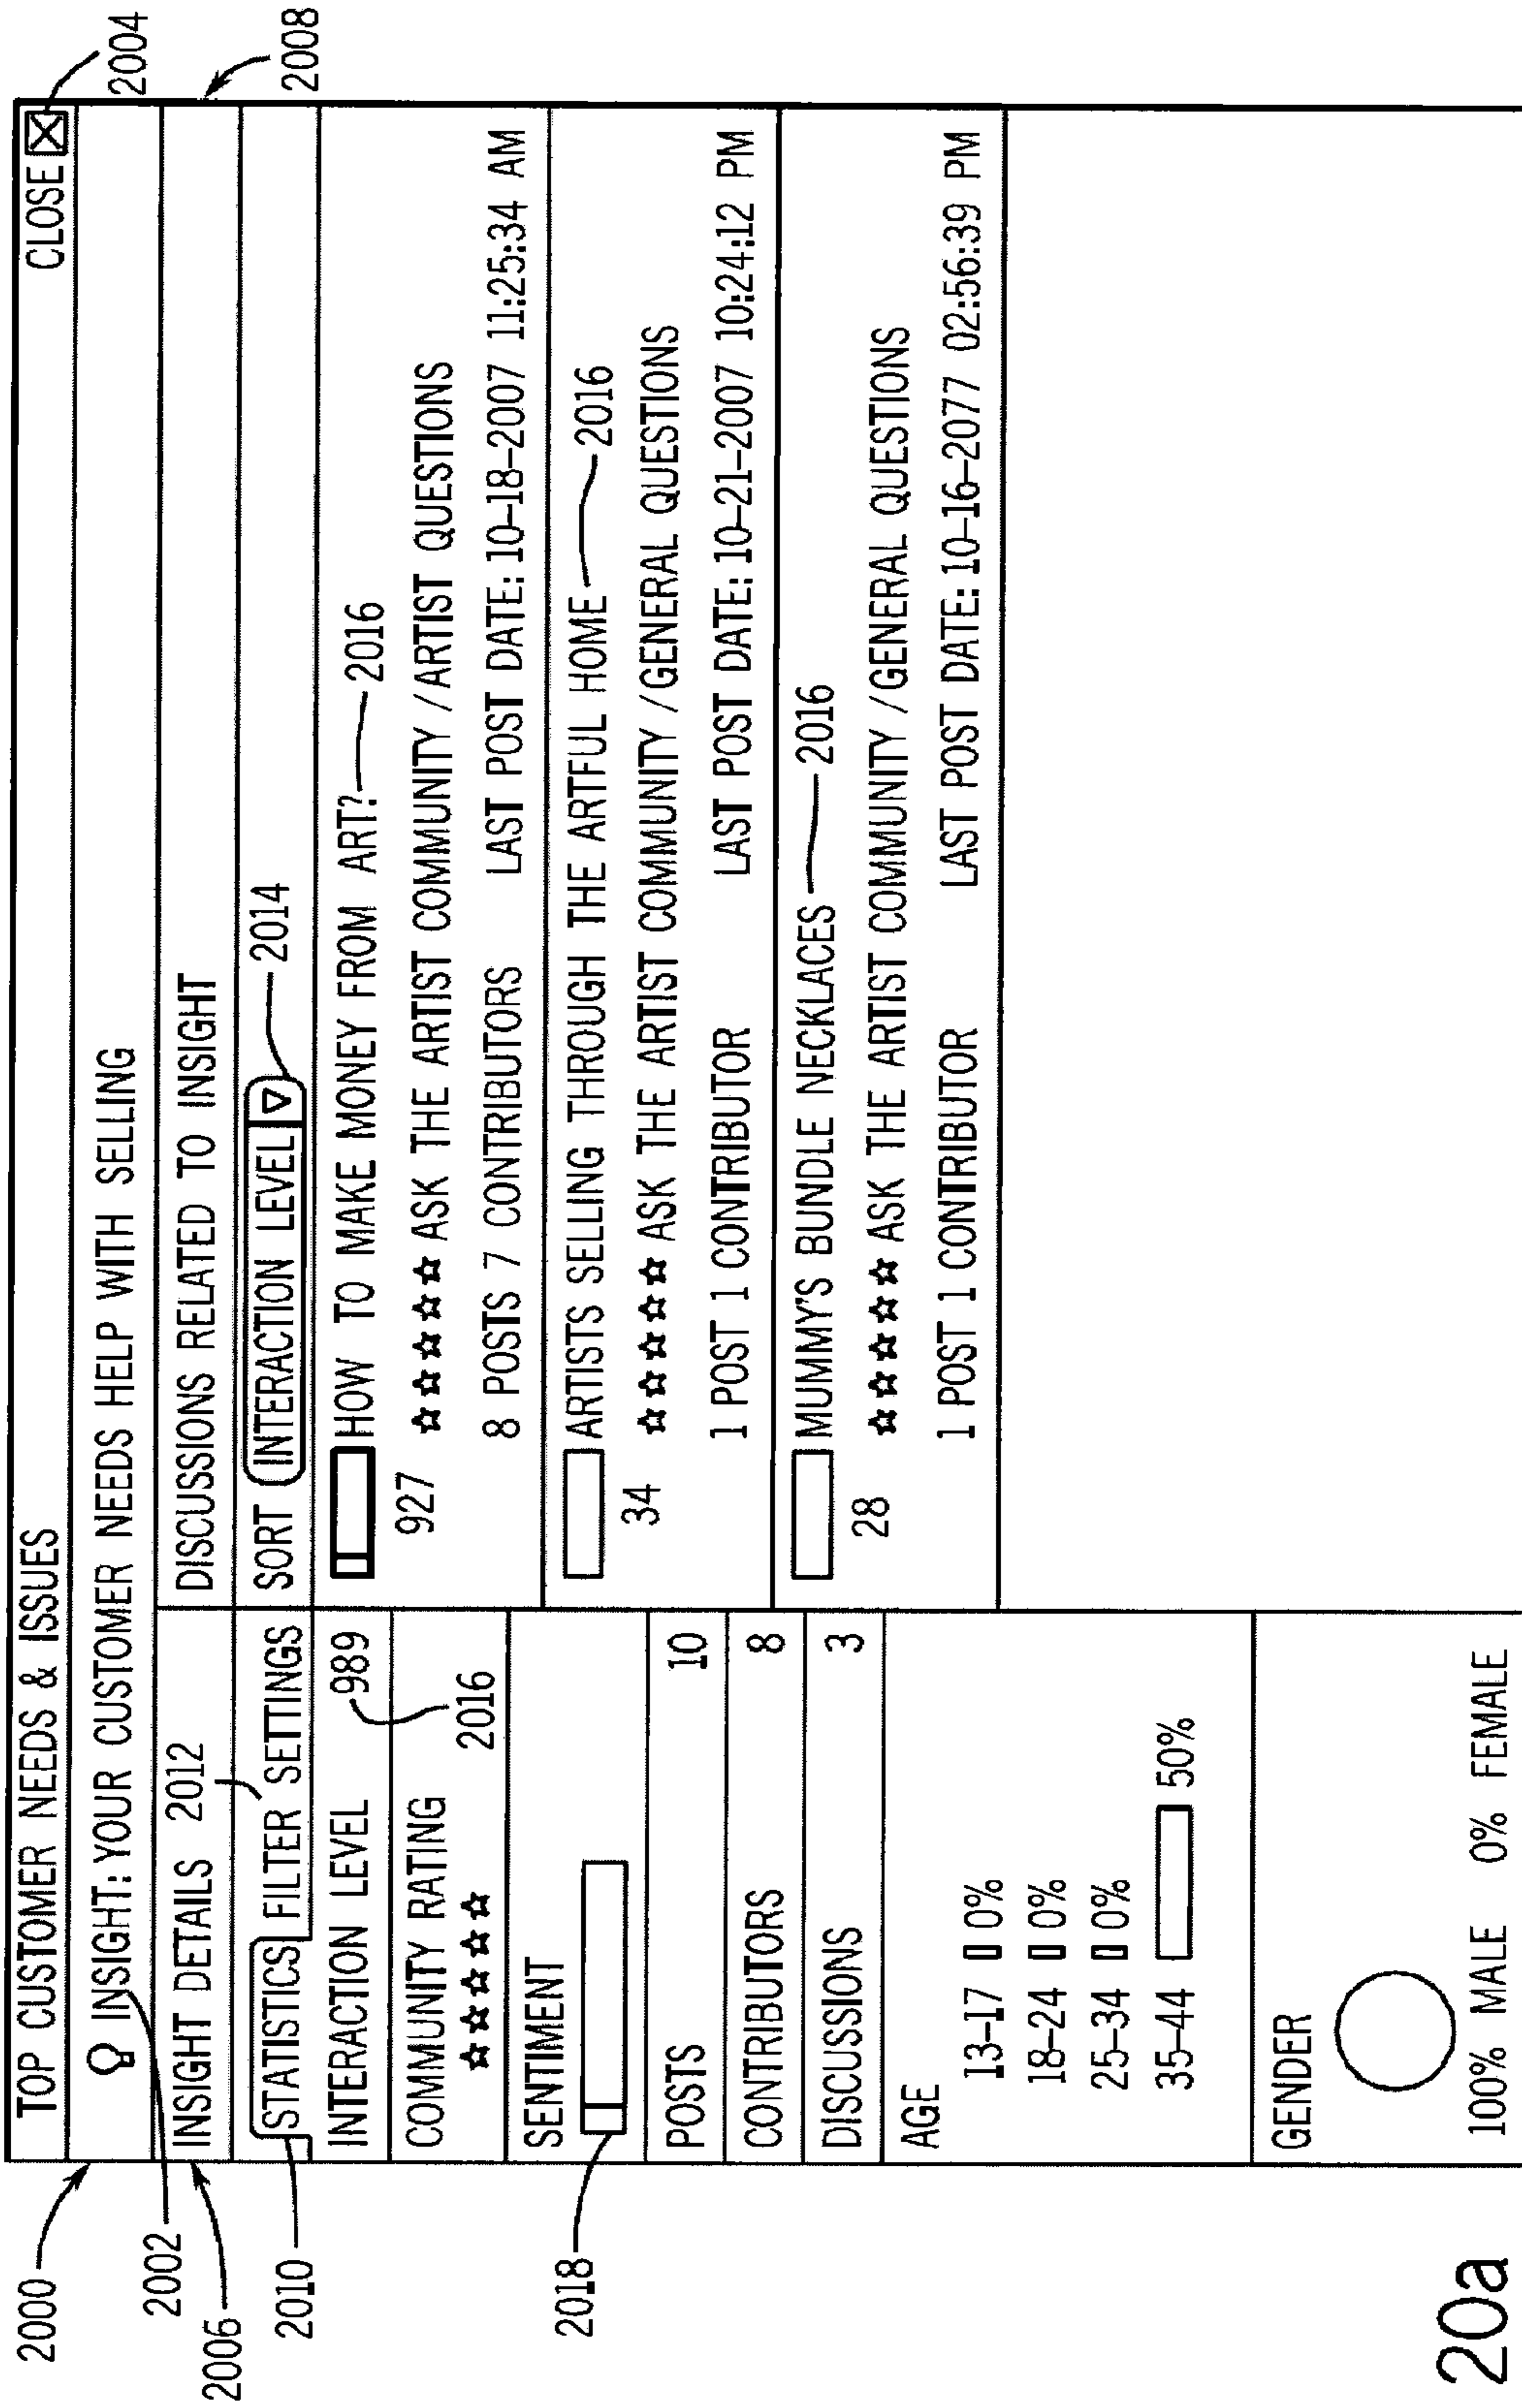 2000
TOP CUSTOMER NEEDS & ISSUES
CLOSE
2004
INSIGHT: YOUR CUSTOMER NEEDS HELP WITH SELLING
2002
2006
INSIGHT DETAILS
2012
2010
STATISTICS FILTER SETTINGS
INTERACTION LEVEL 989
COMMUNITY RATING
☆☆☆☆☆
2016
SENTIMENT
2018
POSTS 10
CONTRIBUTORS 8
DISCUSSIONS 3
AGE
13–17 0%
18–24 0%
25–34 0%
35–44 50%
GENDER
100% MALE 0% FEMALE
DISCUSSIONS RELATED TO INSIGHT
2008
SORT INTERACTION LEVEL 2014
HOW TO MAKE MONEY FROM ART? 2016
927 ☆☆☆☆☆ ASK THE ARTIST COMMUNITY /ARTIST QUESTIONS
8 POSTS 7 CONTRIBUTORS LAST POST DATE: 10–18–2007 11:25:34 AM
ARTISTS SELLING THROUGH THE ARTFUL HOME 2016
34 ☆☆☆☆☆ ASK THE ARTIST COMMUNITY /GENERAL QUESTIONS
1 POST 1 CONTRIBUTOR LAST POST DATE: 10–21–2007 10:24:12 PM
MUMMY'S BUNDLE NECKLACES 2016
28 ☆☆☆☆☆ ASK THE ARTIST COMMUNITY /GENERAL QUESTIONS
1 POST 1 CONTRIBUTOR LAST POST DATE: 10–16–2077 02:56:39 PM
20a